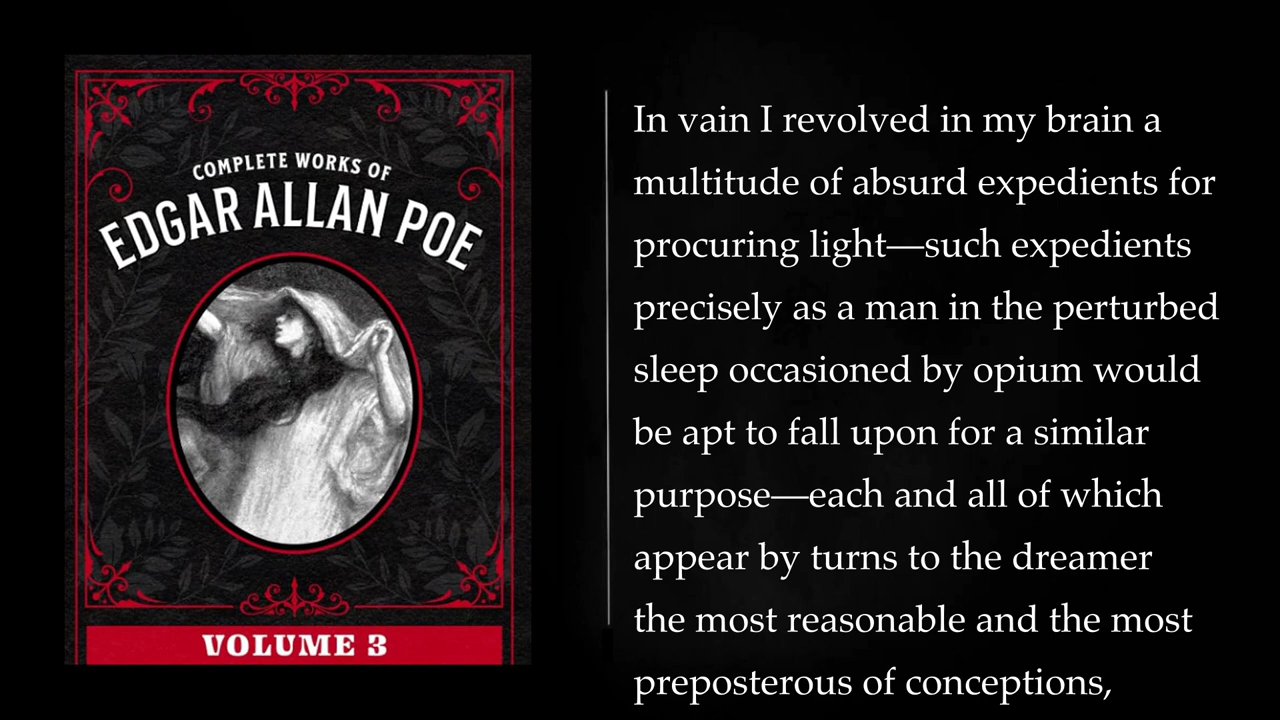 COMPLETE WORKS OF
EDGAR ALLAN POE
VOLUME 3
In vain I revolved in my brain a
multitude of absurd expedients for
procuring light—such expedients
precisely as a man in the perturbed
sleep occasioned by opium would
be apt to fall upon for a similar
purpose—each and all of which
appear by turns to the dreamer
the most reasonable and the most
preposterous of conceptions,